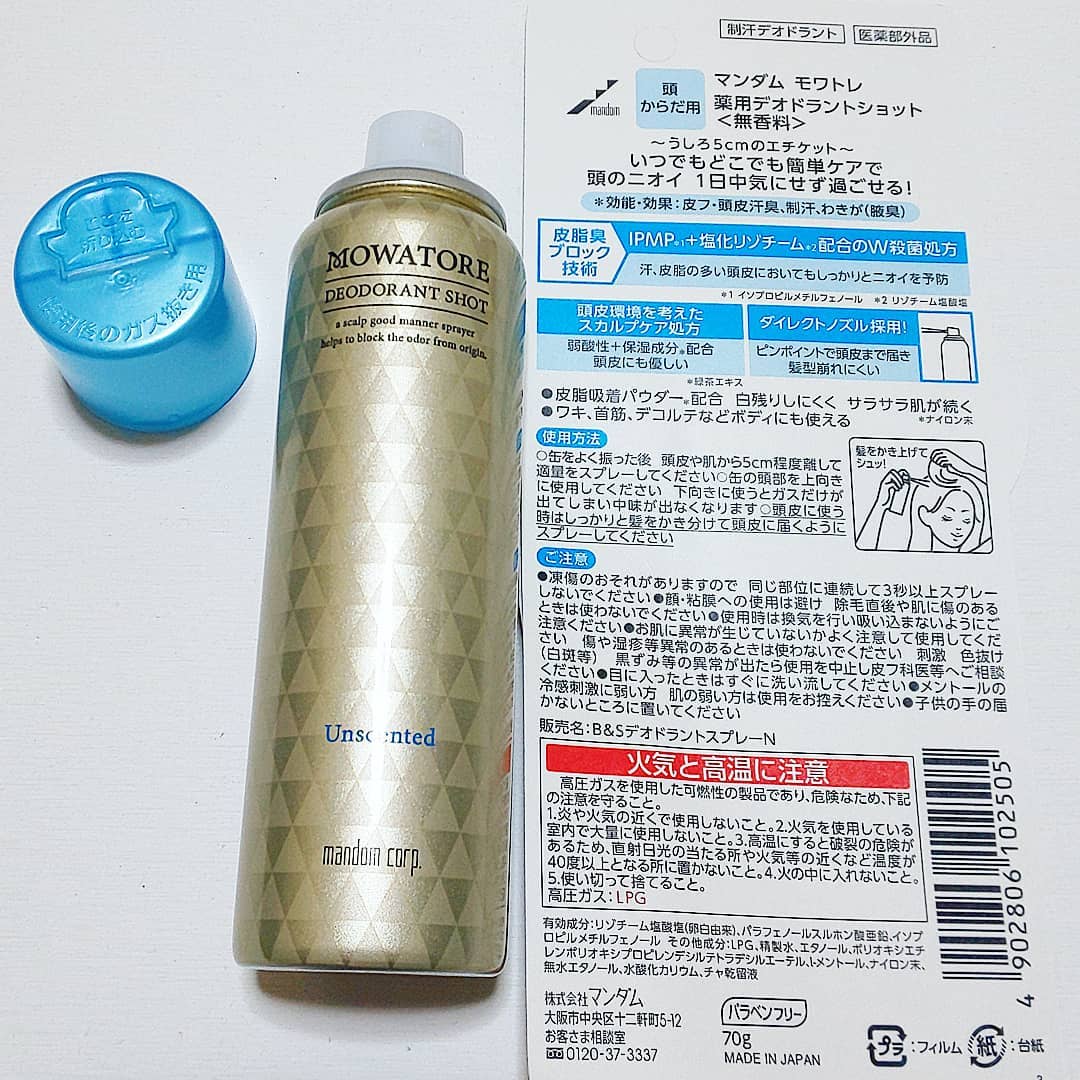 ここを
折り込む
使用後のガス抜き用
MOWATORE
DEODORANT SHOT
a scalp good manner sprayer
helps to block the odor from origin.
Unscented
mandom corp.
制汗デオドラント
医薬部外品
mandom
頭
からだ用
マンダム モワトレ
薬用デオドラントショット
<無香料>
〜うしろ5cmのエチケット〜
いつでもどこでも簡単ケアで
頭のニオイ 1日中気にせず過ごせる!
*効能・効果:皮フ・頭皮汗臭、制汗、わきが(腋臭)
皮脂臭
ブロック
技術
IPMP*1+塩化リゾチーム*2配合のW殺菌処方
汗、皮脂の多い頭皮においてもしっかりとニオイを予防
*1 イソプロピルメチルフェノール *2 リゾチーム塩酸塩
頭皮環境を考えた
スカルプケア処方
弱酸性+保湿成分*配合
頭皮にも優しい
*緑茶エキス
ダイレクトノズル採用!
ピンポイントで頭皮まで届き
髪型崩れにくい
●皮脂吸着パウダー*配合 白残りしにくく サラサラ肌が続く
*ナイロン末
●ワキ、首筋、デコルテなどボディにも使える
使用方法
○缶をよく振った後 頭皮や肌から5cm程度離して
適量をスプレーしてください○缶の頭部を上向き
に使用してください 下向きに使うとガスだけが
出てしまい中味が出なくなります○頭皮に使う
時はしっかりと髪をかき分けて頭皮に届くように
スプレーしてください
髪をかき上げて
シュッ!
ご注意
●凍傷のおそれがありますので 同じ部位に連続して3秒以上スプレー
しないでください●顔・粘膜への使用は避け 除毛直後や肌に傷のある
ときは使わないでください●使用時は換気を行い吸い込まないようにご
注意ください●お肌に異常が生じていないかよく注意して使用してくだ
さい 傷や湿疹等異常のあるときは使わないでください 刺激 色抜け
(白斑等) 黒ずみ等の異常が出たら使用を中止し皮フ科医等へご相談
ください●目に入ったときはすぐに洗い流してください●メントールの
冷感刺激に弱い方 肌の弱い方は使用をお控えください●子供の手の届
かないところに置いてください
販売名:B&SデオドラントスプレーN
火気と高温に注意
高圧ガスを使用した可燃性の製品であり、危険なため、下記
の注意を守ること。
1.炎や火気の近くで使用しないこと。2.火気を使用している
室内で大量に使用しないこと。3.高温にすると破裂の危険が
あるため、直射日光の当たる所や火気等の近くなど温度が
40度以上となる所に置かないこと。4.火の中に入れないこと。
5.使い切って捨てること。
高圧ガス:LPG
有効成分:リゾチーム塩酸塩(卵白由来)、パラフェノールスルホン酸亜鉛、イソプ
ロピルメチルフェノール その他成分:LPG、精製水、エタノール、ポリオキシエチ
レンポリオキシプロピレンデシルテトラデシルエーテル、l-メントール、ナイロン末、
無水エタノール、水酸化カリウム、チャ乾留液
株式会社マンダム
大阪市中央区十二軒町5-12
お客さま相談室
0120-37-3337
パラベンフリー
70g
MADE IN JAPAN
プラ:フィルム 紙:台紙
4 902806 102505